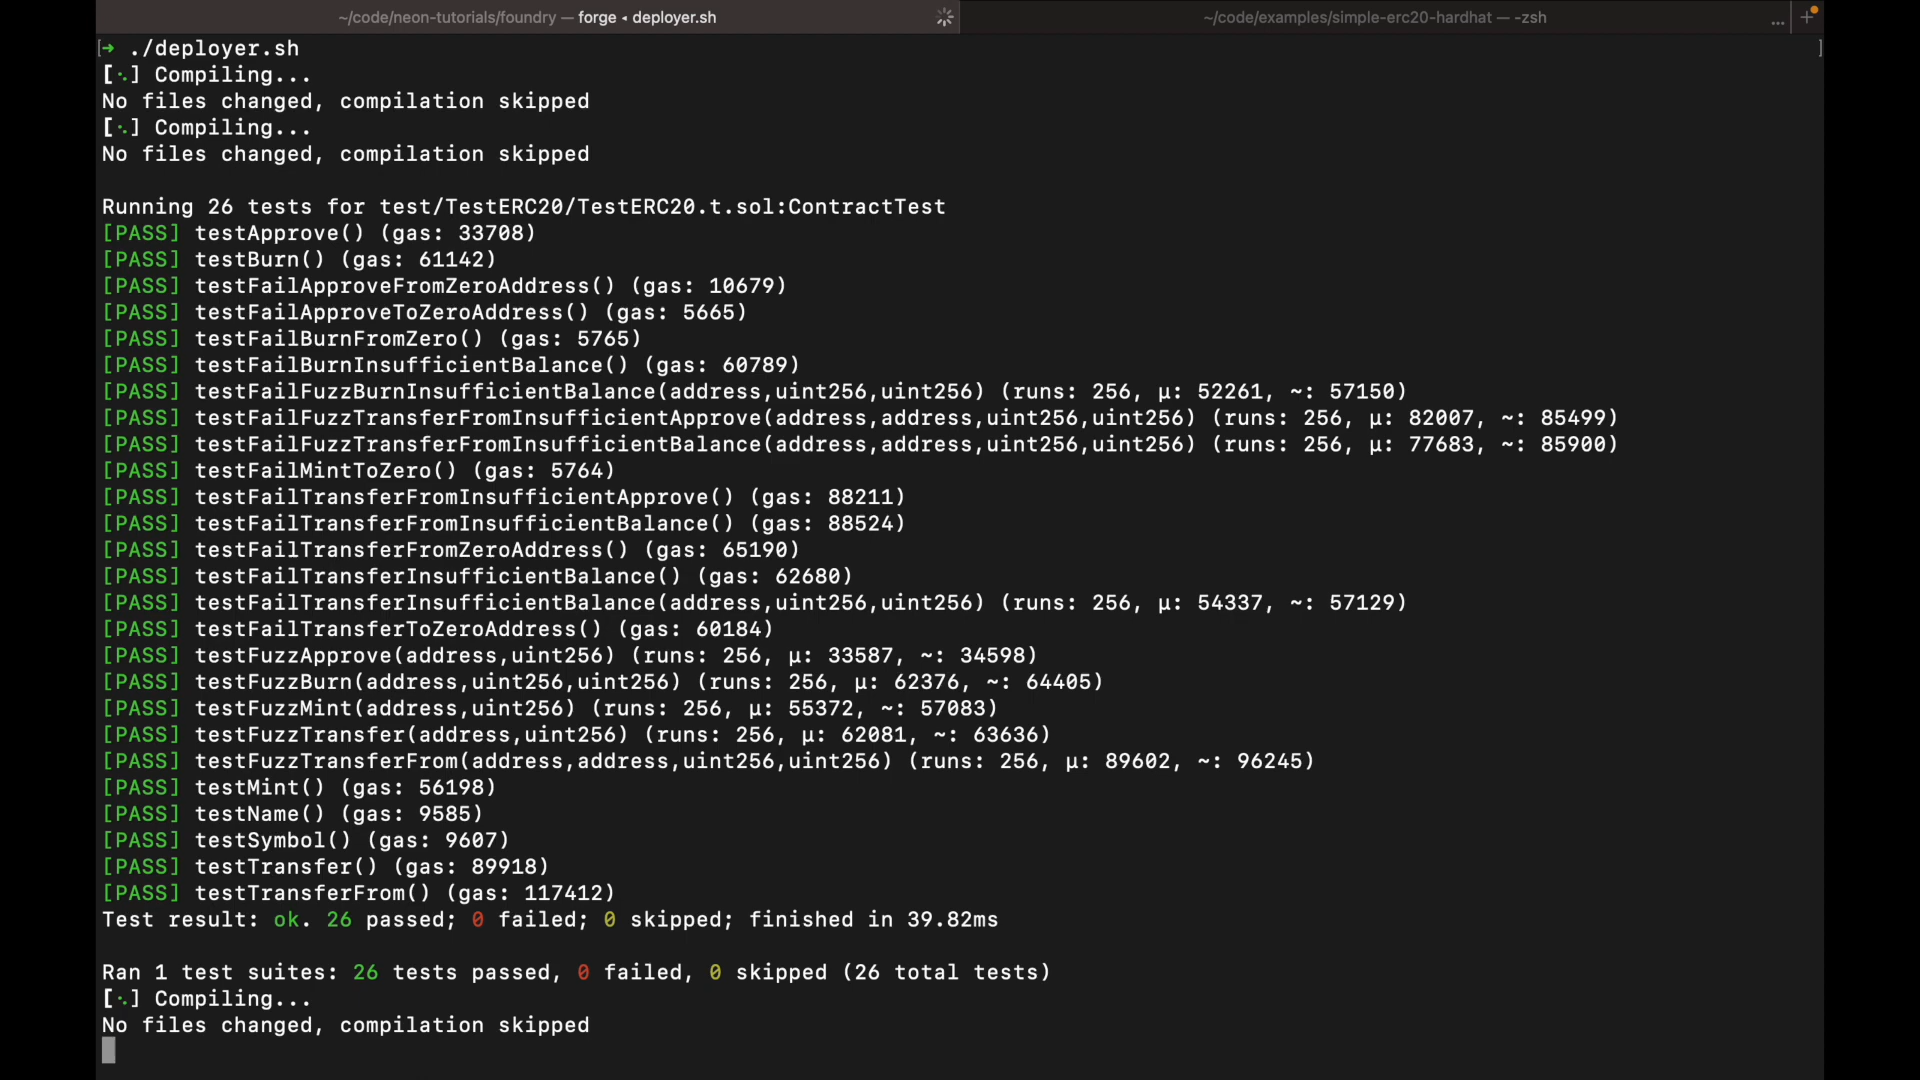 ~/code/neon-tutorials/foundry — forge ◂ deployer.sh
~/code/examples/simple-erc20-hardhat — -zsh
... +
[➜ ./deployer.sh ]
[⠢] Compiling...
No files changed, compilation skipped
[⠢] Compiling...
No files changed, compilation skipped
Running 26 tests for test/TestERC20/TestERC20.t.sol:ContractTest
[PASS] testApprove() (gas: 33708)
[PASS] testBurn() (gas: 61142)
[PASS] testFailApproveFromZeroAddress() (gas: 10679)
[PASS] testFailApproveToZeroAddress() (gas: 5665)
[PASS] testFailBurnFromZero() (gas: 5765)
[PASS] testFailBurnInsufficientBalance() (gas: 60789)
[PASS] testFailFuzzBurnInsufficientBalance(address,uint256,uint256) (runs: 256, μ: 52261, ~: 57150)
[PASS] testFailFuzzTransferFromInsufficientApprove(address,address,uint256,uint256) (runs: 256, μ: 82007, ~: 85499)
[PASS] testFailFuzzTransferFromInsufficientBalance(address,address,uint256,uint256) (runs: 256, μ: 77683, ~: 85900)
[PASS] testFailMintToZero() (gas: 5764)
[PASS] testFailTransferFromInsufficientApprove() (gas: 88211)
[PASS] testFailTransferFromInsufficientBalance() (gas: 88524)
[PASS] testFailTransferFromZeroAddress() (gas: 65190)
[PASS] testFailTransferInsufficientBalance() (gas: 62680)
[PASS] testFailTransferInsufficientBalance(address,uint256,uint256) (runs: 256, μ: 54337, ~: 57129)
[PASS] testFailTransferToZeroAddress() (gas: 60184)
[PASS] testFuzzApprove(address,uint256) (runs: 256, μ: 33587, ~: 34598)
[PASS] testFuzzBurn(address,uint256,uint256) (runs: 256, μ: 62376, ~: 64405)
[PASS] testFuzzMint(address,uint256) (runs: 256, μ: 55372, ~: 57083)
[PASS] testFuzzTransfer(address,uint256) (runs: 256, μ: 62081, ~: 63636)
[PASS] testFuzzTransferFrom(address,address,uint256,uint256) (runs: 256, μ: 89602, ~: 96245)
[PASS] testMint() (gas: 56198)
[PASS] testName() (gas: 9585)
[PASS] testSymbol() (gas: 9607)
[PASS] testTransfer() (gas: 89918)
[PASS] testTransferFrom() (gas: 117412)
Test result: ok. 26 passed; 0 failed; 0 skipped; finished in 39.82ms
Ran 1 test suites: 26 tests passed, 0 failed, 0 skipped (26 total tests)
[⠢] Compiling...
No files changed, compilation skipped